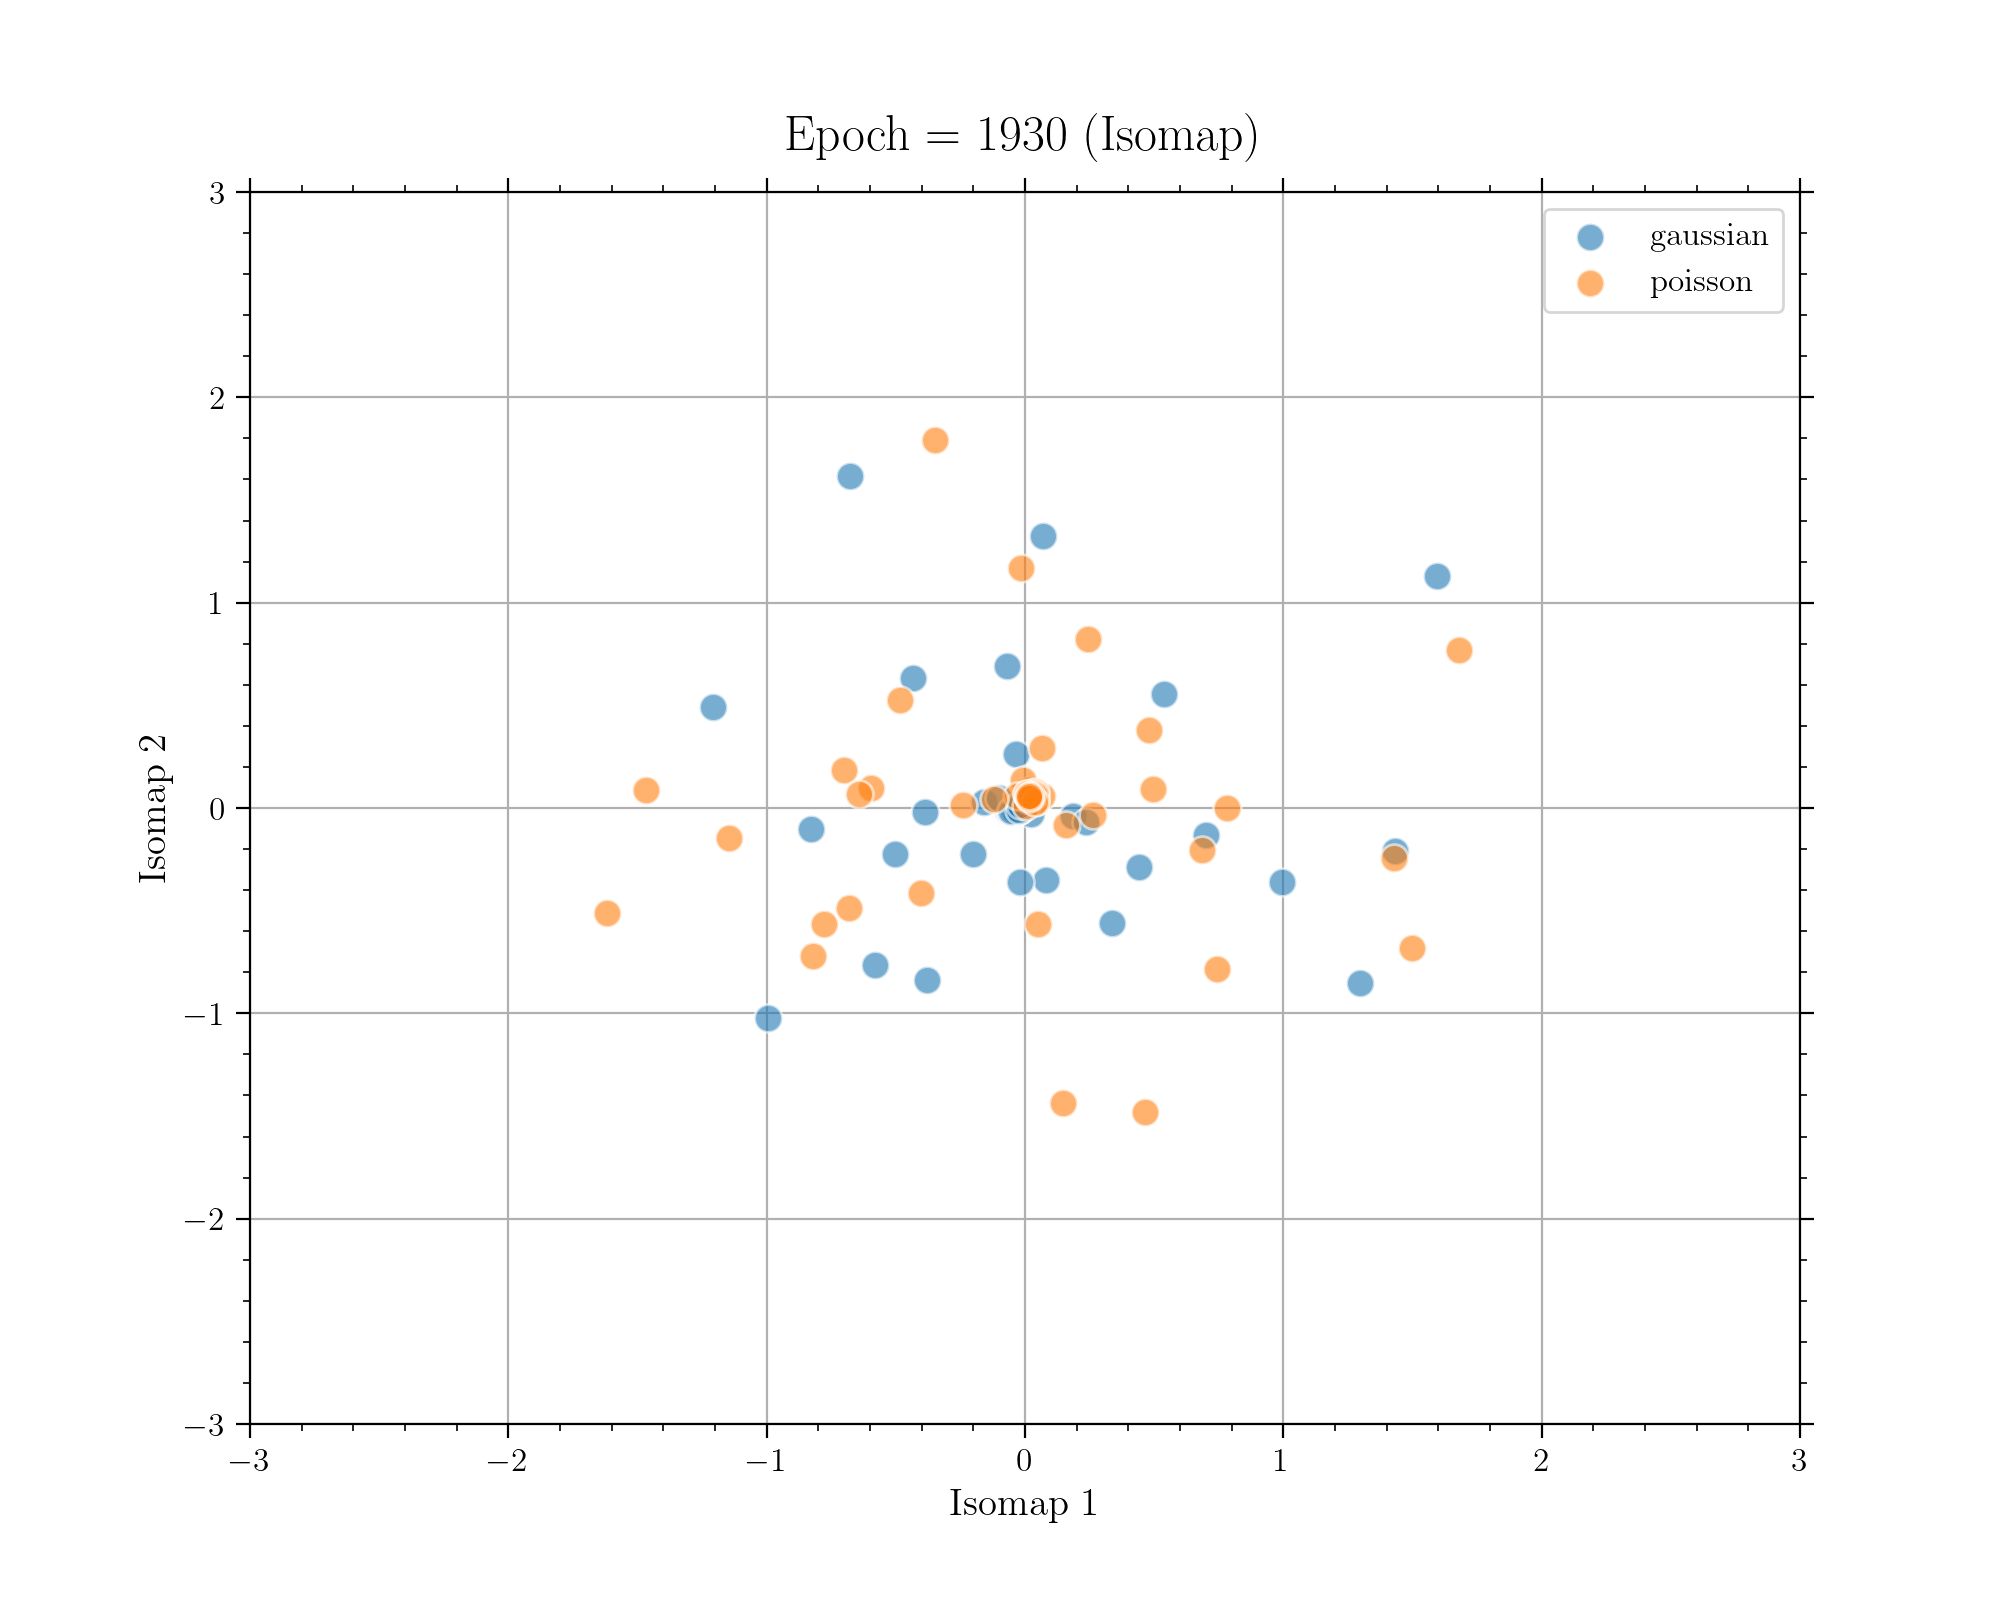 Epoch = 1930 (Isomap)
gaussian
poisson
3
2
1
0
−1
−2
−3
Isomap 2
−3
−2
−1
0
1
2
3
Isomap 1